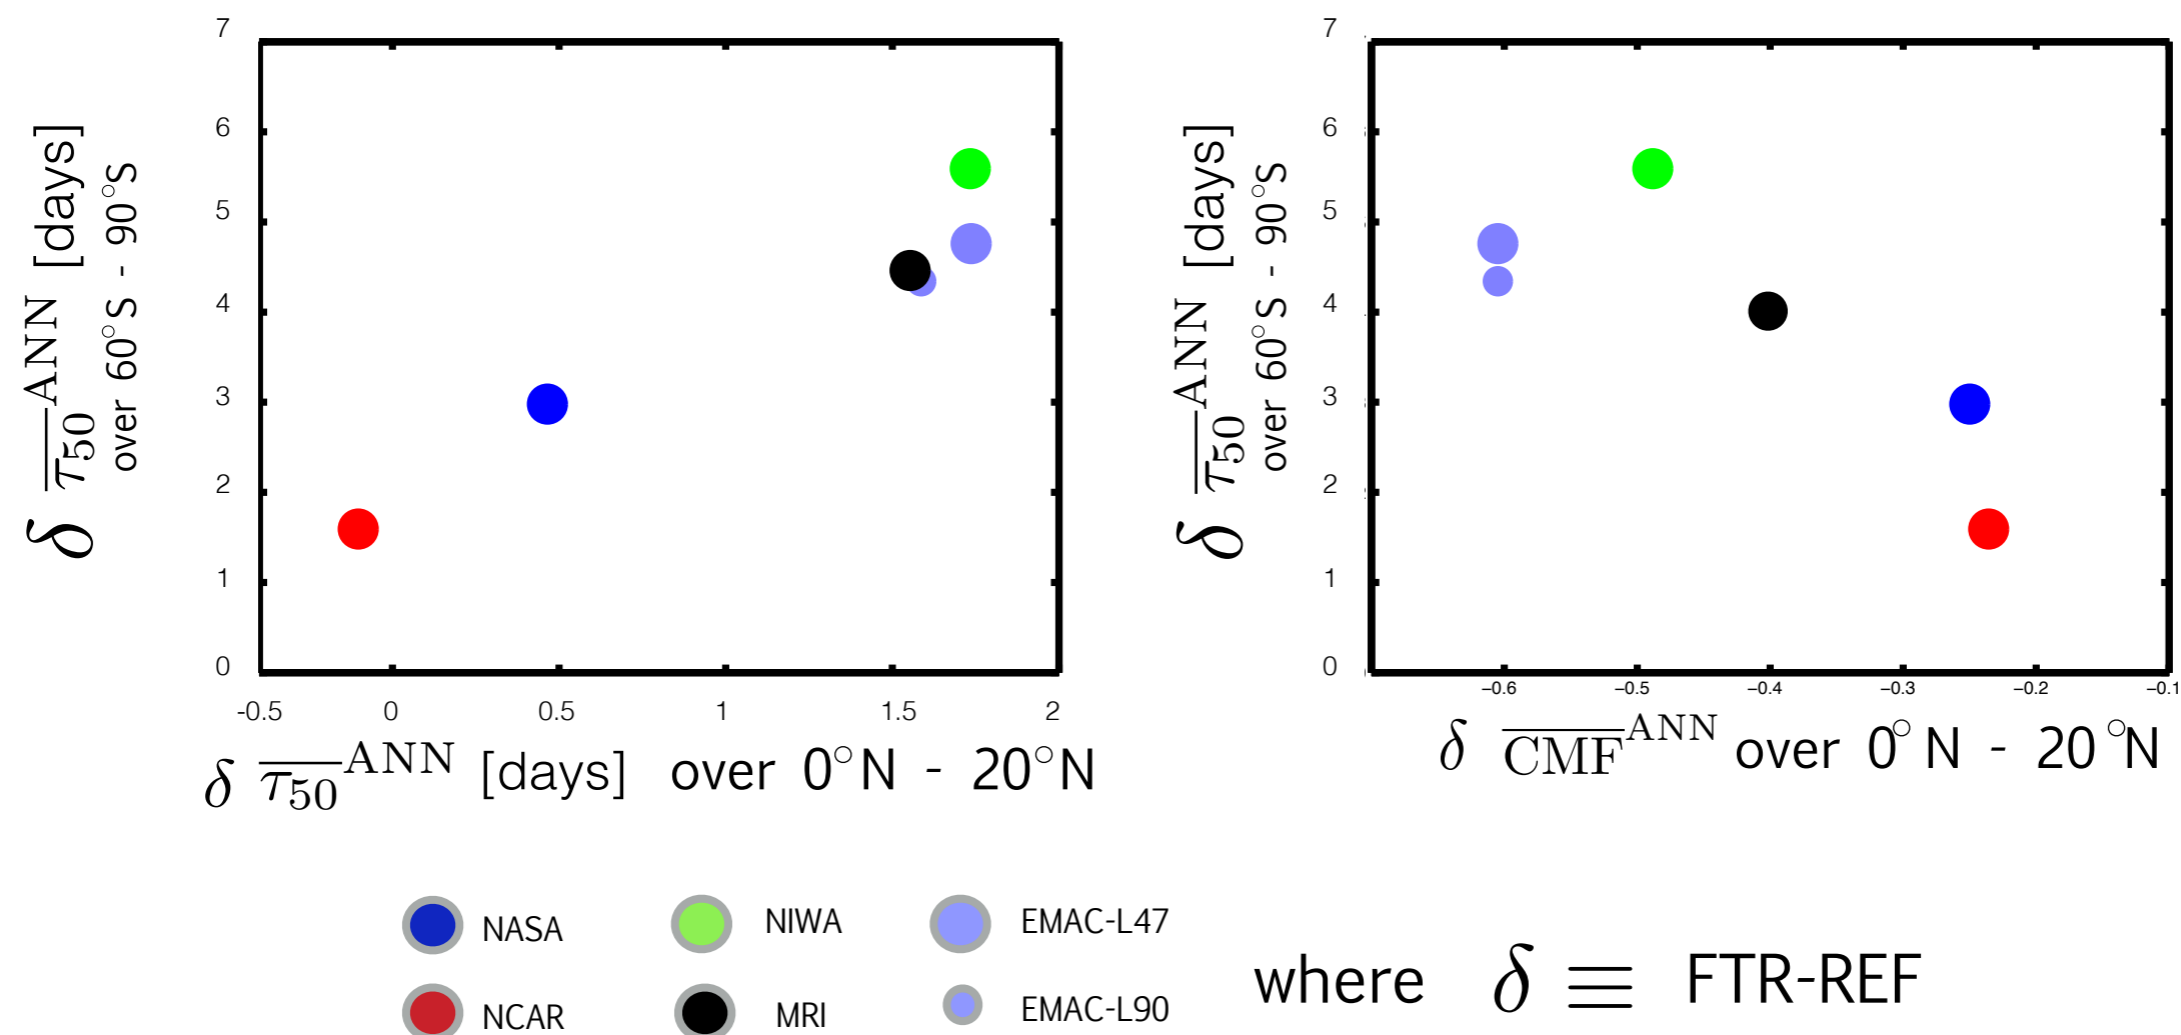 7
6
5
4
3
2
1
0
-0.5 0 0.5 1 1.5 2
δ τ50 ANN [days]
over 60°S - 90°S
δ τ50 ANN [days] over 0°N - 20°N
7
6
5
4
3
2
1
0
−0.6 −0.5 −0.4 −0.3 −0.2 −0.1
δ τ50 ANN [days]
over 60°S - 90°S
δ CMF ANN over 0°N - 20°N
NASA NIWA EMAC-L47
NCAR MRI EMAC-L90
where δ ≡ FTR-REF